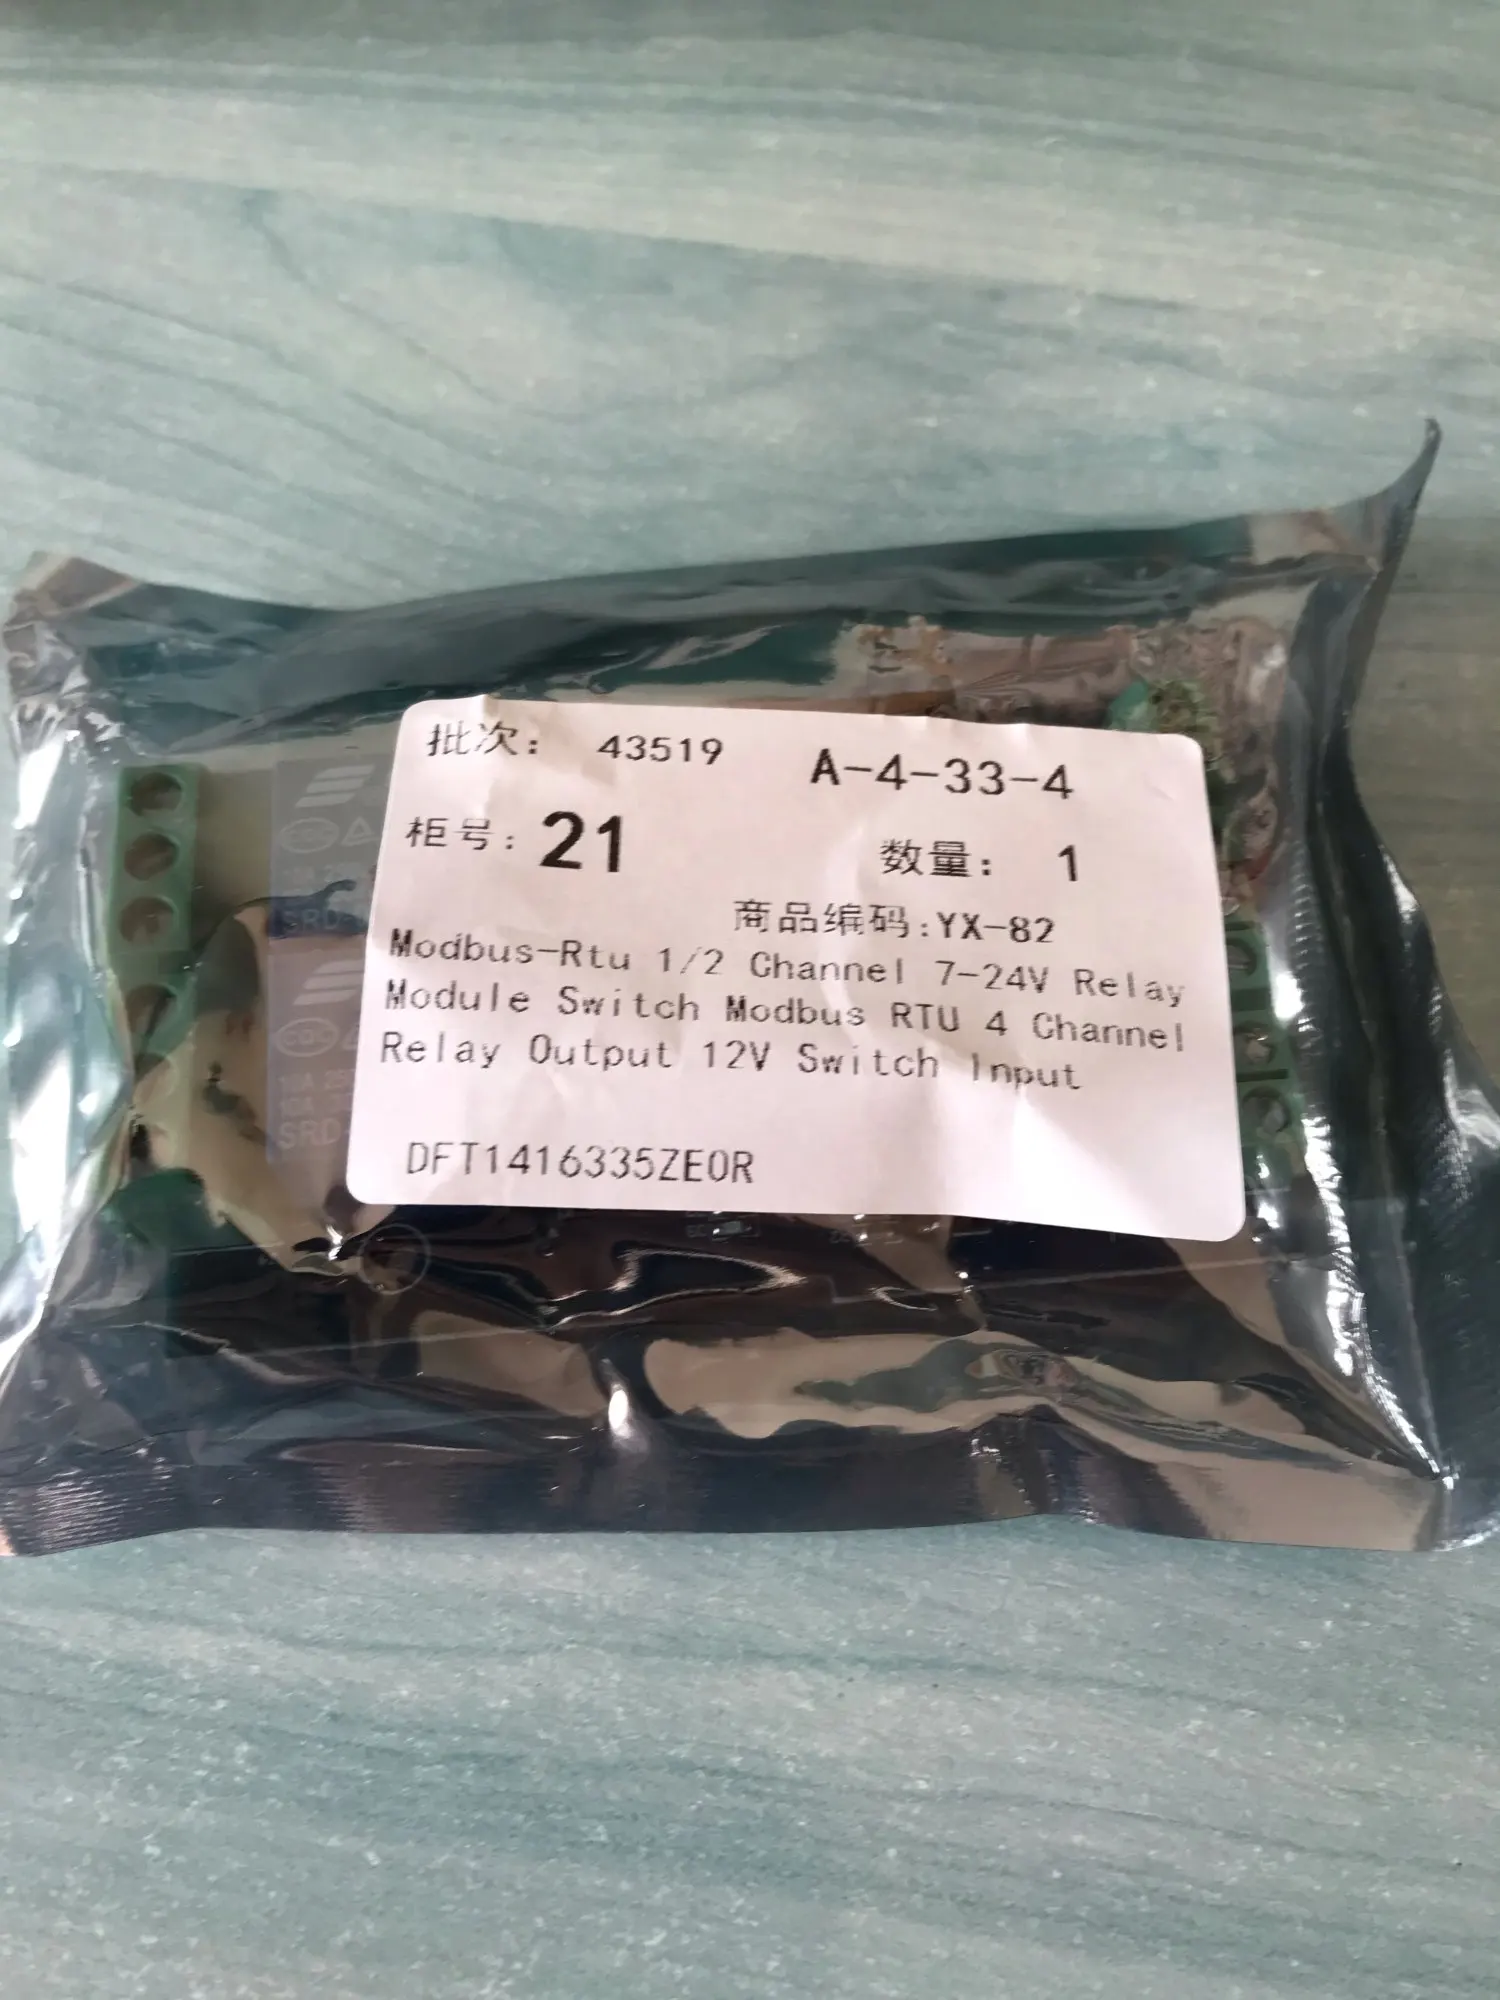 批次： 43519 A-4-33-4
柜号：21 数量： 1
商品编码:YX-82
Modbus-Rtu 1/2 Channel 7-24V Relay
Module Switch Modbus RTU 4 Channel
Relay Output 12V Switch Input
DFT1416335ZE0R
SRD
SRD